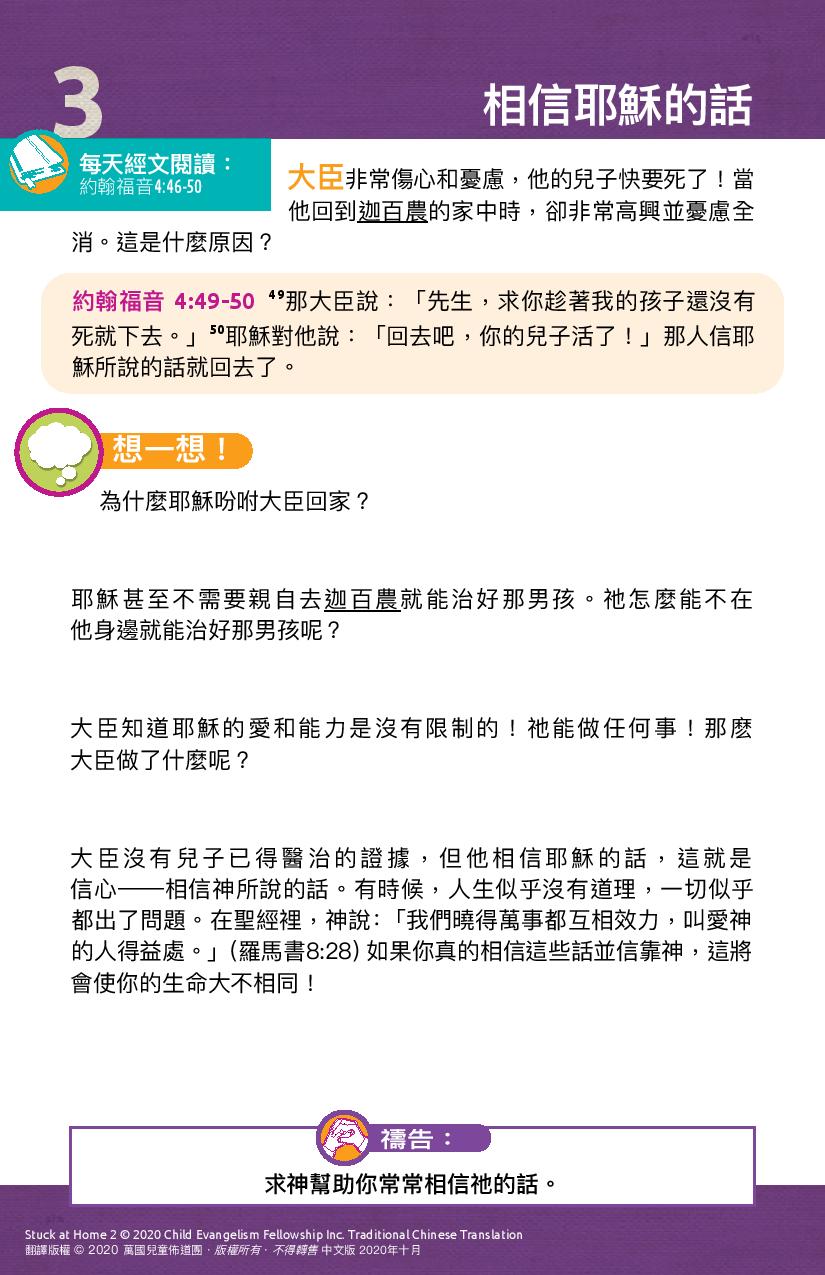 3
相信耶穌的話
每天經文閱讀：
約翰福音4:46-50
大臣非常傷心和憂慮，他的兒子快要死了！當
他回到迦百農的家中時，卻非常高興並憂慮全
消。這是什麼原因？
約翰福音 4:49-50 ⁴⁹那大臣說：「先生，求你趁著我的孩子還沒有
死就下去。」⁵⁰耶穌對他說：「回去吧，你的兒子活了！」那人信耶
穌所說的話就回去了。
想一想！
為什麼耶穌吩咐大臣回家？
耶穌甚至不需要親自去迦百農就能治好那男孩。祂怎麼能不在
他身邊就能治好那男孩呢？
大臣知道耶穌的愛和能力是沒有限制的！祂能做任何事！那麼
大臣做了什麼呢？
大臣沒有兒子已得醫治的證據，但他相信耶穌的話，這就是
信心──相信神所說的話。有時候，人生似乎沒有道理，一切似乎
都出了問題。在聖經裡，神說：「我們曉得萬事都互相效力，叫愛神
的人得益處。」(羅馬書8:28) 如果你真的相信這些話並信靠神，這將
會使你的生命大不相同！
禱告：
求神幫助你常常相信祂的話。
Stuck at Home 2 © 2020 Child Evangelism Fellowship Inc. Traditional Chinese Translation
翻譯版權 © 2020 萬國兒童佈道團．版權所有．不得轉售 中文版 2020年十月